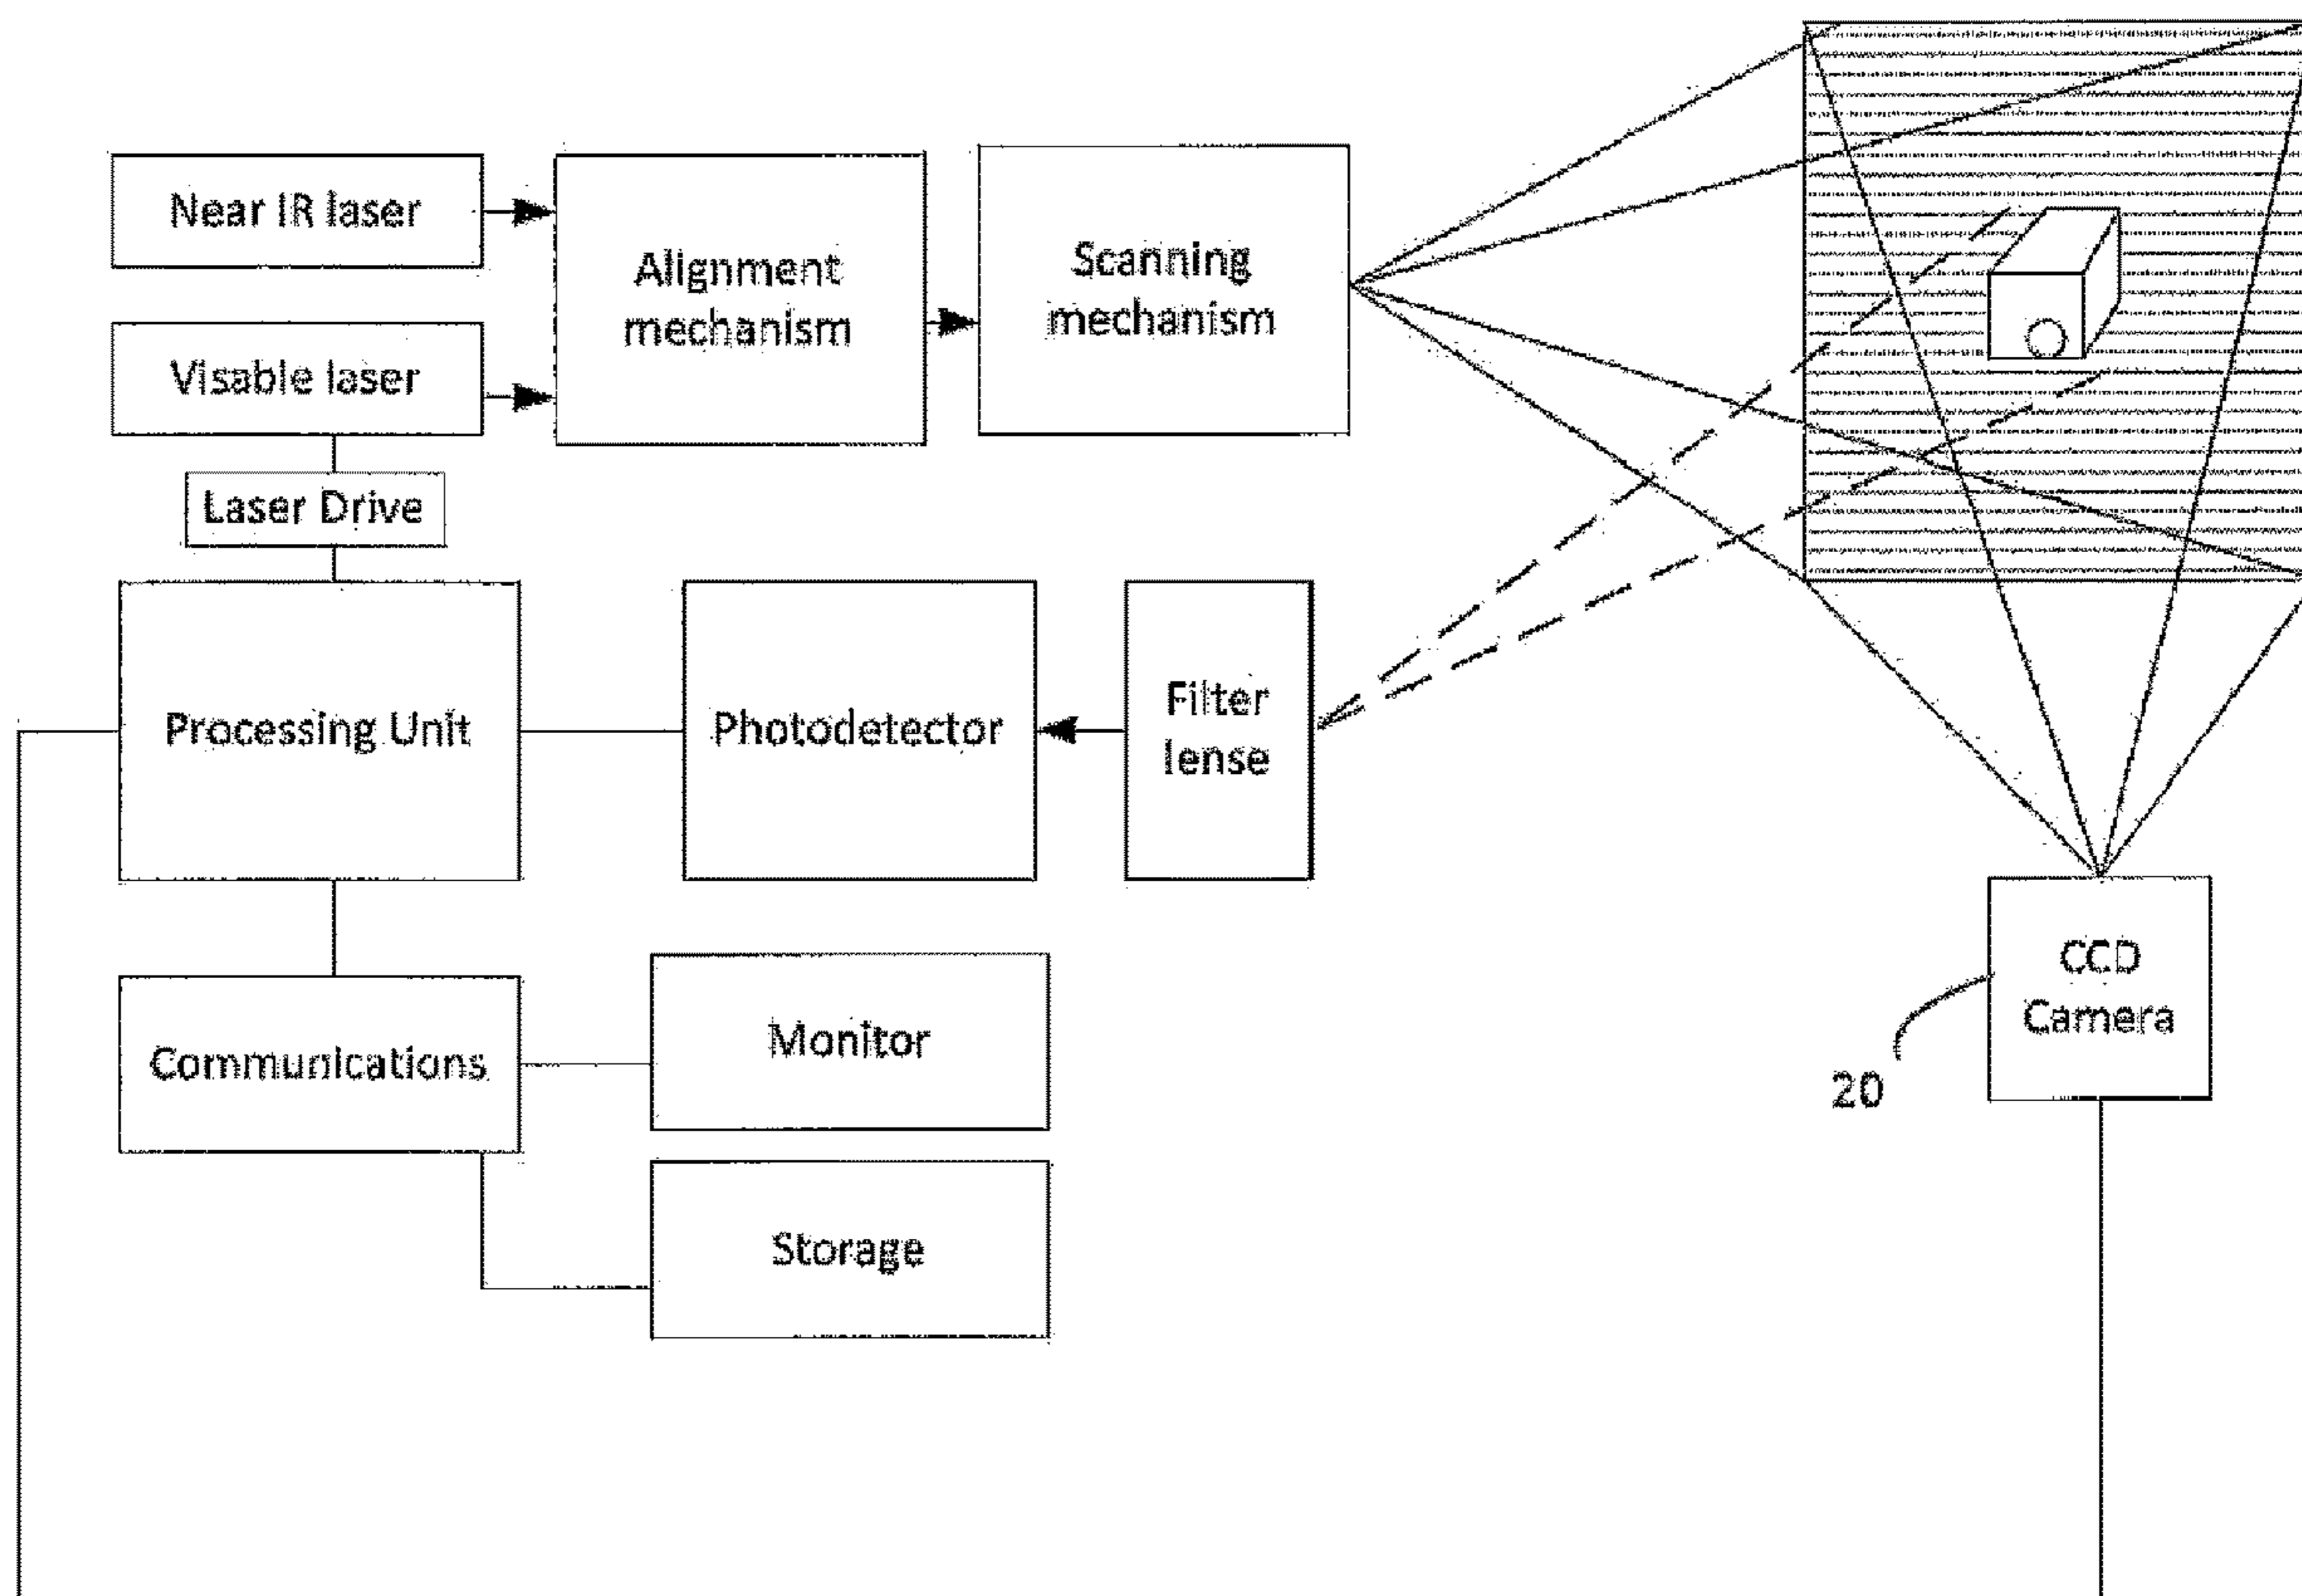 Near IR laser
Alignment
mechanism
Scanning
mechanism
Visable laser
Laser Drive
Processing Unit
Photodetector
Filter
lense
Communications
Monitor
Storage
CCD
Camera
20